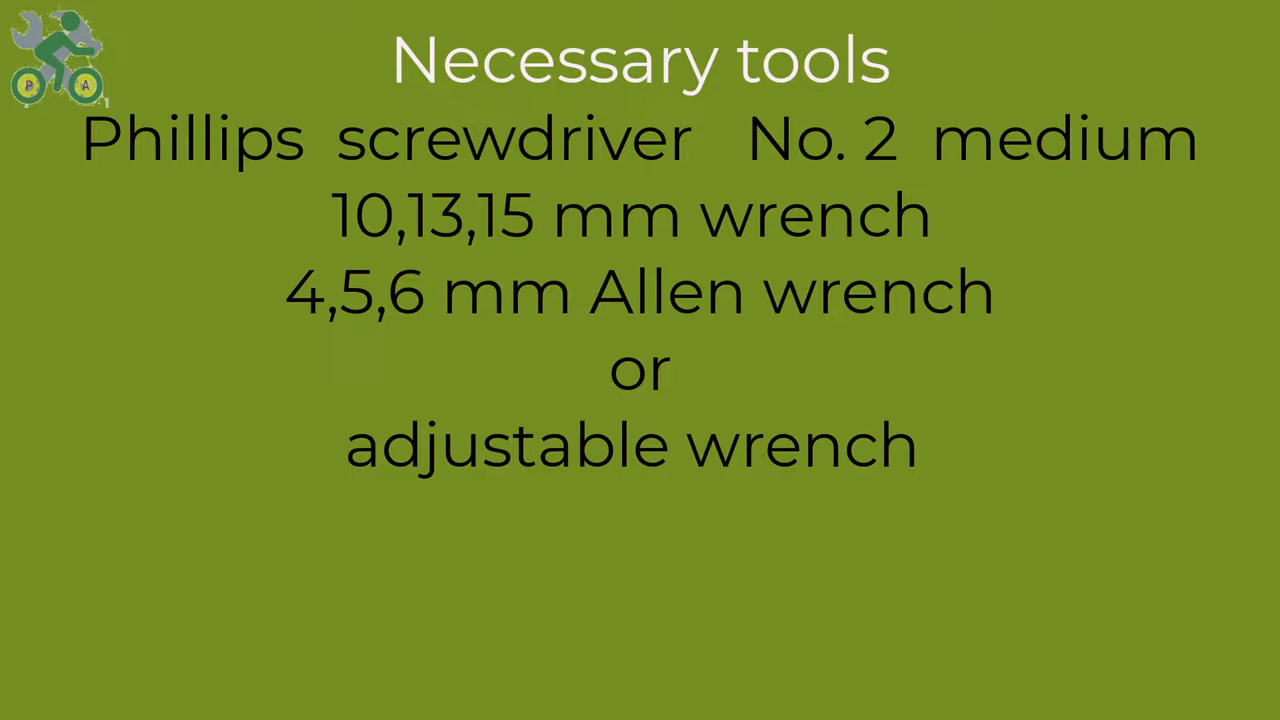 Necessary tools
Phillips screwdriver No. 2 medium
10,13,15 mm wrench
4,5,6 mm Allen wrench
or
adjustable wrench
P A